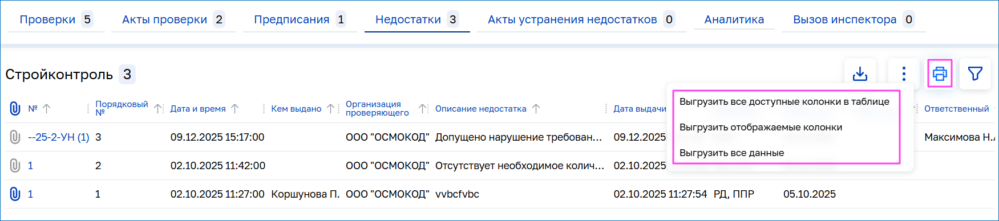 Проверки 5 Акты проверки 2 Предписания 1 Недостатки 3 Акты устранения недостатков 0 Аналитика Вызов инспектора 0
Стройконтроль 3
№ Порядковый № Дата и время Кем выдано Организация проверяющего Описание недостатка Дата выдачи Ответственный
Выгрузить все доступные колонки в таблице
Выгрузить отображаемые колонки
Выгрузить все данные
--25-2-УН (1) 3 09.12.2025 15:17:00 ООО "ОСМОКОД" Допущено нарушение требован... 09.12.2025 Максимова Н.
1 2 02.10.2025 11:42:00 ООО "ОСМОКОД" Отсутствует необходимое колич... 02.10.2025
1 1 02.10.2025 11:27:00 Коршунова П. ООО "ОСМОКОД" vvbcfvbc 02.10.2025 11:27:54 РД, ППР 05.10.2025